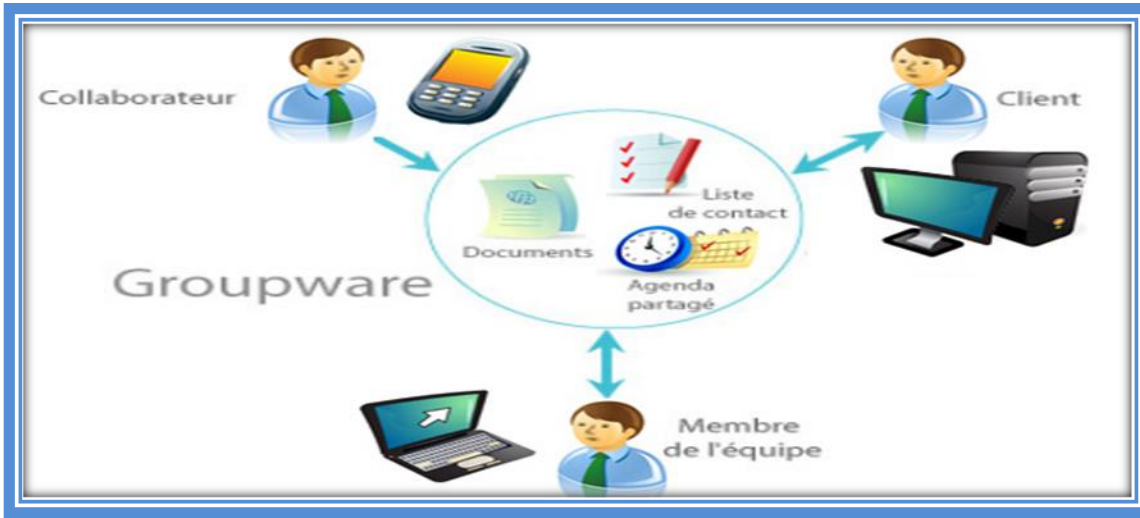 Collaborateur
Client
Liste
de contact
Documents
Groupware
Agenda
partagé
Membre
de l'équipe